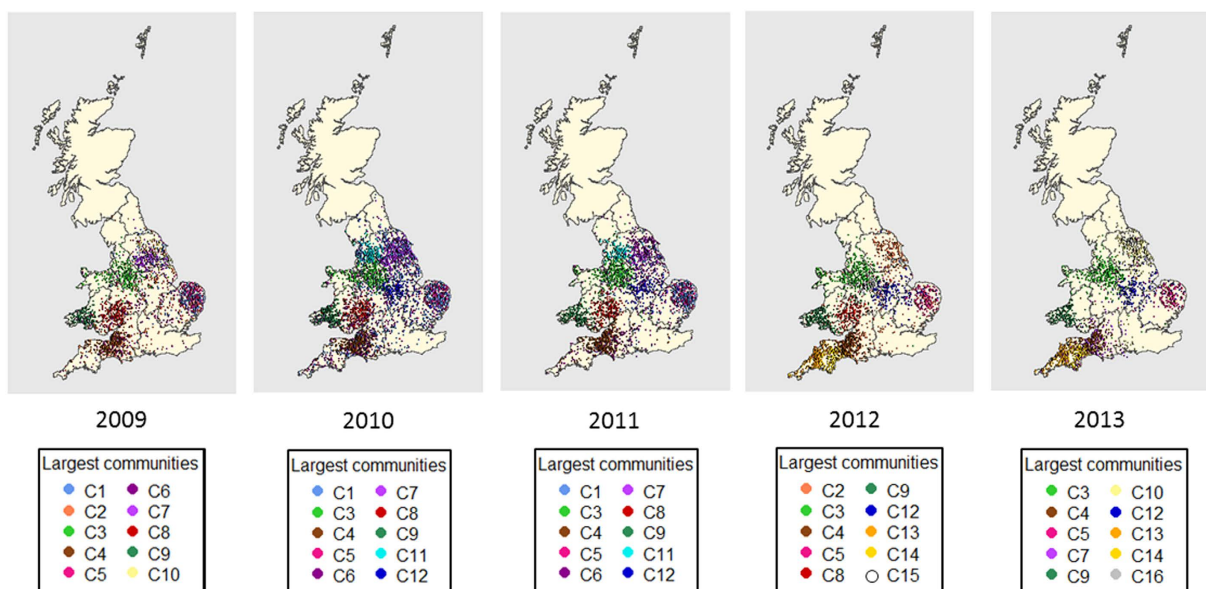 2009
2010
2011
2012
2013
Largest communities
C1 C6
C2 C7
C3 C8
C4 C9
C5 C10
Largest communities
C1 C7
C3 C8
C4 C9
C5 C11
C6 C12
Largest communities
C1 C7
C3 C8
C4 C9
C5 C11
C6 C12
Largest communities
C2 C9
C3 C12
C4 C13
C5 C14
C8 C15
Largest communities
C3 C10
C4 C12
C5 C13
C7 C14
C9 C16